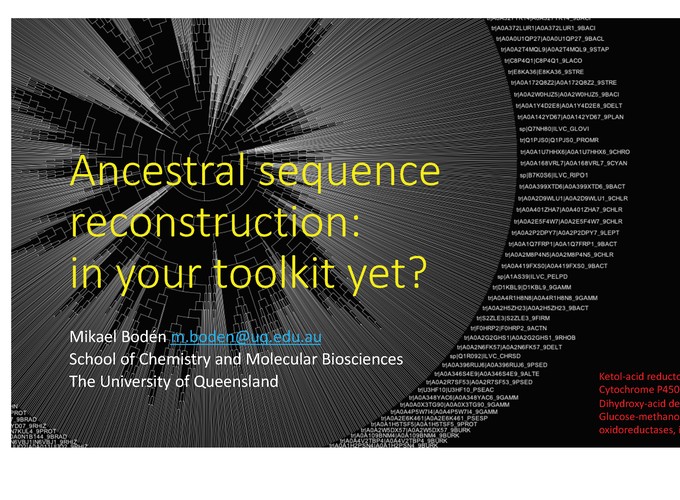 tr|A0A372LUR1|A0A372LUR1_9BACI
tr|A0A0U1QP27|A0A0U1QP27_9BACL
tr|A0A2T4MQL9|A0A2T4MQL9_9STAP
tr|C8P4Q1|C8P4Q1_9LACO
tr|E8KA36|E8KA36_9STRE
tr|A0A172Q8Z2|A0A172Q8Z2_9STRE
tr|A0A2W0HJZ5|A0A2W0HJZ5_9BACI
tr|A0A1Y4D2E8|A0A1Y4D2E8_9DELT
tr|A0A142YD67|A0A142YD67_9PLAN
sp|Q7NH80|ILVC_GLOVI
tr|Q1PJS0|Q1PJS0_PROMR
tr|A0A1U7HHX6|A0A1U7HHX6_9CHRO
tr|A0A168VRL7|A0A168VRL7_9CYAN
sp|B7K0S6|ILVC_RIPO1
tr|A0A399XTD6|A0A399XTD6_9BACT
tr|A0A2D9WLU1|A0A2D9WLU1_9CHLR
tr|A0A401ZHA7|A0A401ZHA7_9CHLR
tr|A0A2E5F4W7|A0A2E5F4W7_9CHLR
tr|A0A2P2DPY7|A0A2P2DPY7_9LEPT
tr|A0A1Q7FRP1|A0A1Q7FRP1_9BACT
tr|A0A2M8P4N5|A0A2M8P4N5_9CHLR
tr|A0A419FXS0|A0A419FXS0_9BACT
sp|A1AS39|ILVC_PELPD
tr|D1KBL9|D1KBL9_9GAMM
tr|A0A4R1H8N8|A0A4R1H8N8_9GAMM
tr|A0A2H5ZH23|A0A2H5ZH23_9BACT
tr|S2ZLE3|S2ZLE3_9FIRM
tr|F0HRP2|F0HRP2_9ACTN
tr|A0A2G2GHS1|A0A2G2GHS1_9RHOB
tr|A0A2N6FK57|A0A2N6FK57_9DELT
sp|Q1R092|ILVC_CHRSD
tr|A0A396RUJ6|A0A396RUJ6_9PSED
tr|A0A346S4E9|A0A346S4E9_9ALTE
tr|A0A2R7SF53|A0A2R7SF53_9PSED
tr|U3HF10|U3HF10_PSEAC
tr|A0A348YAC6|A0A348YAC6_9GAMM
tr|A0A0X3TG90|A0A0X3TG90_9GAMM
tr|A0A4P5W7I4|A0A4P5W7I4_9GAMM
tr|A0A2E6K461|A0A2E6K461_PSESP
tr|A0A1H5TSF5|A0A1H5TSF5_9PROT
tr|A0A2W5DX57|A0A2W5DX57_9BURK
tr|A0A109BNM4|A0A109BNM4_9BURK
tr|A0A4V2TBP4|A0A4V2TBP4_9BURK
Ancestral sequence
reconstruction:
in your toolkit yet?
Mikael Bodén m.boden@uq.edu.au
School of Chemistry and Molecular Biosciences
The University of Queensland
Ketol-acid reducto
Cytochrome P450
Dihydroxy-acid de
Glucose-methano
oxidoreductases, i